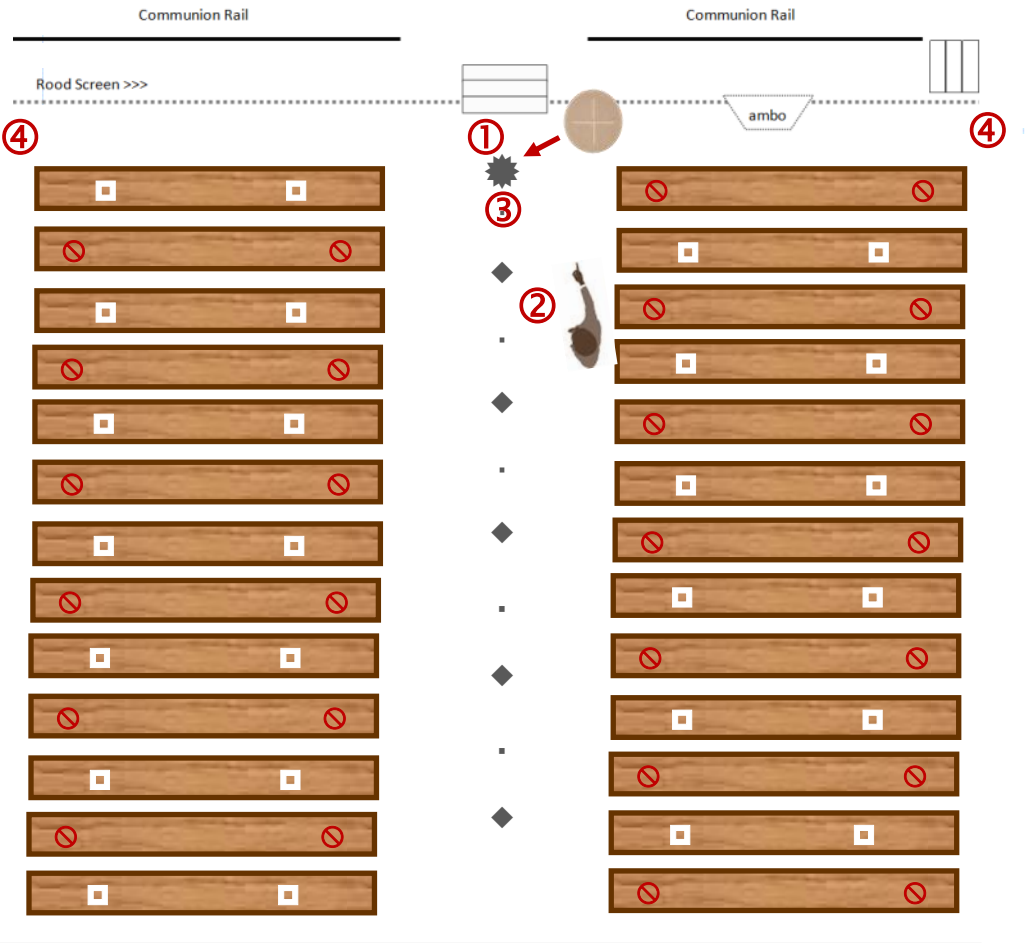 Communion Rail Communion Rail
Rood Screen >>>
ambo
④ ① ④
③
②